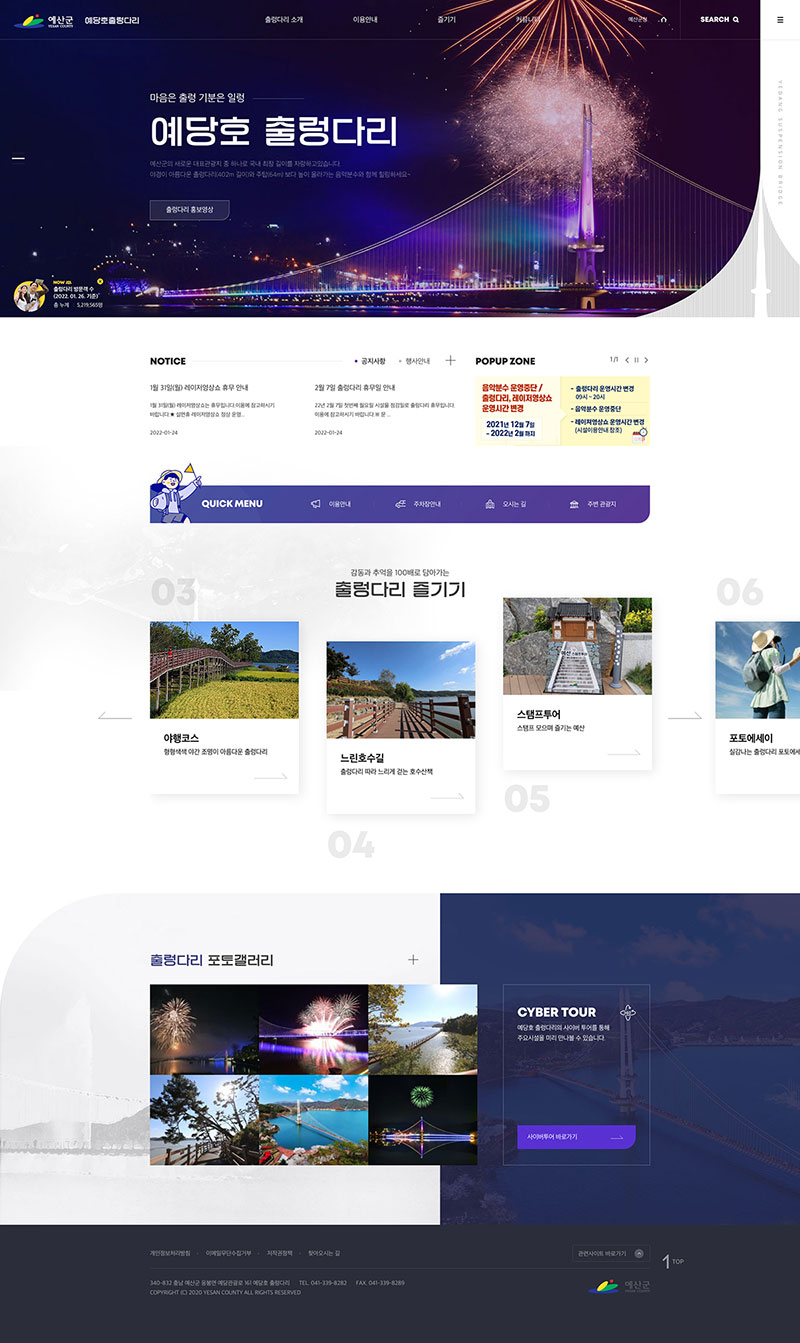 예산군
YESAN COUNTY
예당호출렁다리
출렁다리 소개
이용안내
즐기기
커뮤니티
예산군청
SEARCH
YEDANG SUSPENSION BRIDGE
마음은 출렁 기분은 일렁
예당호 출렁다리
예산군의 새로운 대표관광지 중 하나로 국내 최장 길이를 자랑하고있습니다.
야경이 아름다운 출렁다리(402m 길이)와 주탑(64m) 보다 높이 올라가는 음악분수와 함께 힐링하세요~
출렁다리 홍보영상
출렁다리 방문객 수
(2022. 01. 26. 기준)
총 누계 5,219,565명
NOTICE
공지사항
행사안내
1월 31일(월) 레이저영상쇼 휴무 안내
1월 31일(월) 레이저영상쇼는 휴무입니다.이용에 참고하시기
바랍니다.★ 설연휴 레이저영상쇼 정상 운영..
2022-01-24
2월 7일 출렁다리 휴무일 안내
22년 2월 7일 첫번째 월요일 시설물 점검일로 출렁다리 휴무입니다.
이용에 참고하시기 바랍니다.※ 문 ..
2022-01-24
POPUP ZONE
1/1
음악분수 운영중단 /
출렁다리, 레이저영상쇼
운영시간 변경
2021년 12월 7일
~ 2022년 2월 까지
- 출렁다리 운영시간 변경
09시 ~ 20시
- 음악분수 운영중단
- 레이저영상쇼 운영시간 변경
(시설이용안내 참조)
QUICK MENU
이용안내
주차장안내
오시는 길
주변 관광지
감동과 추억을 100배로 담아가는
출렁다리 즐기기
03
야행코스
형형색색 야간 조명이 아름다운 출렁다리
느린호수길
출렁다리 따라 느리게 걷는 호수산책
04
스탬프투어
스탬프 모으며 즐기는 예산
05
06
포토에세이
실감나는 출렁다리 포토에세
출렁다리 포토갤러리
CYBER TOUR
예당호 출렁다리의 사이버 투어를 통해
주요시설을 미리 만나볼 수 있습니다.
사이버투어 바로가기
개인정보처리방침
이메일무단수집거부
저작권정책
찾아오시는 길
관련사이트 바로가기
TOP
340-832 충남 예산군 응봉면 예당관광로 161 예당호 출렁다리 TEL. 041-339-8282 FAX. 041-339-8289
COPYRIGHT (C) 2020 YESAN COUNTY ALL RIGHTS RESERVED
예산군